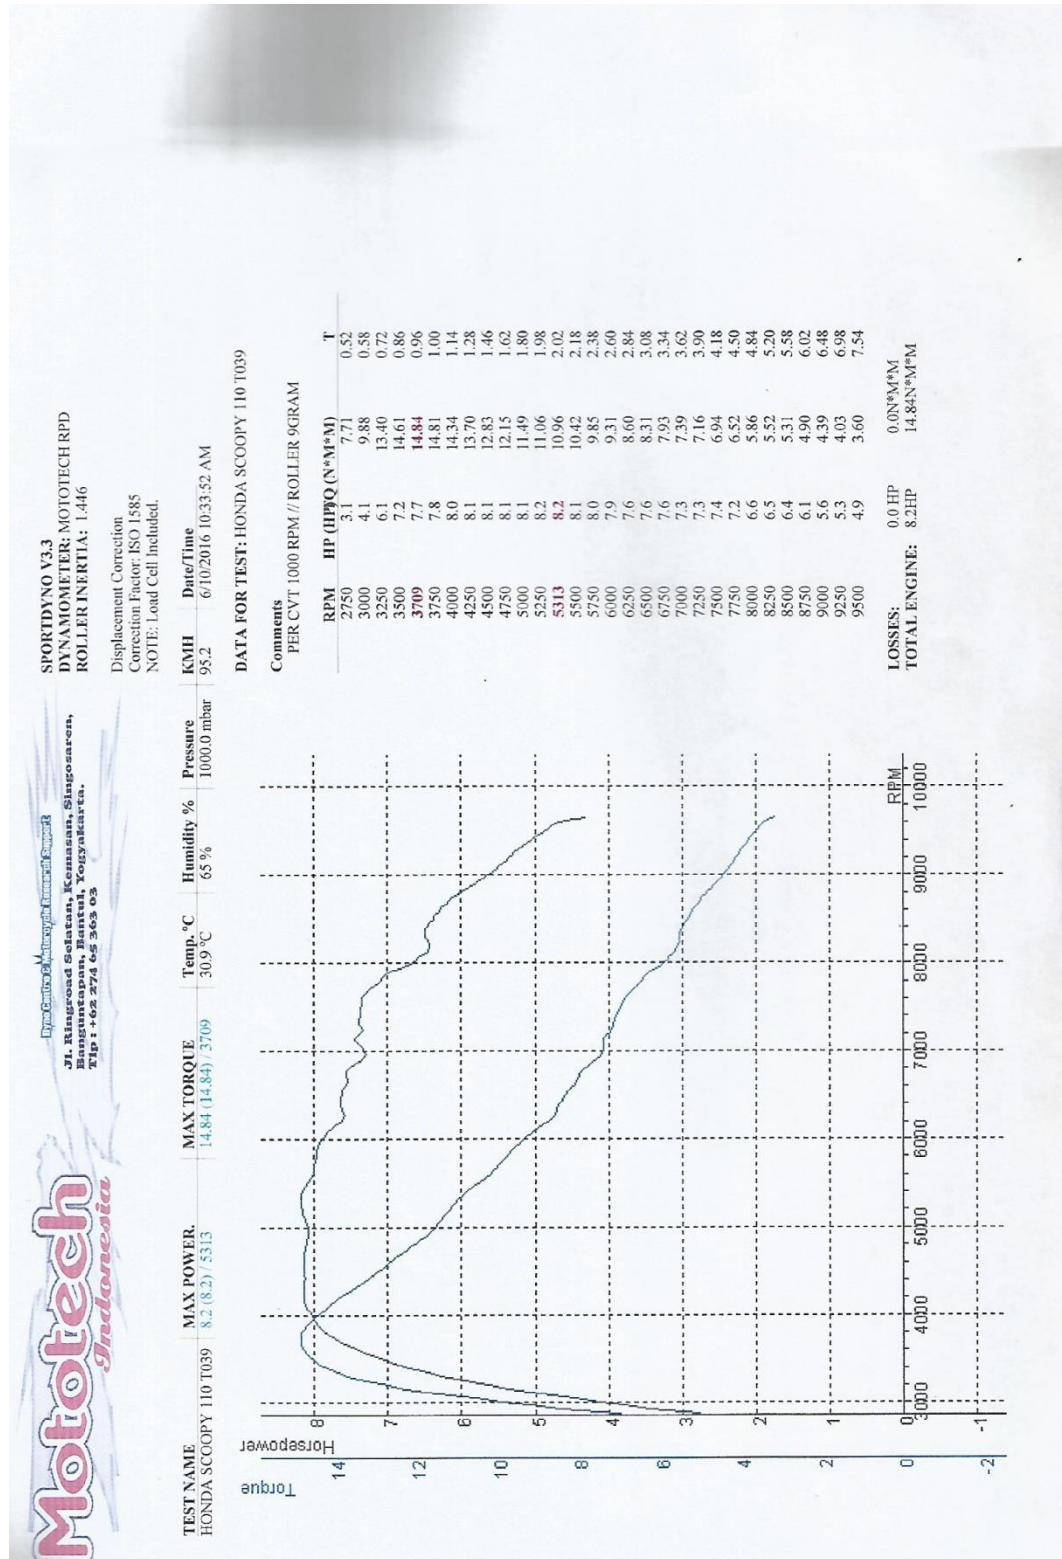 Mototech
Indonesia
Dyno Centre & Motorcycle Research Support
Jl. Ringroad Selatan, Kemasan, Singosaren,
Banguntapan, Bantul, Yogyakarta.
Tlp : +62 274 65 363 03
SPORTDYNO V3.3
DYNAMOMETER: MOTOTECH RPD
ROLLER INERTIA: 1.446
Displacement Correction
Correction Factor: ISO 1585
NOTE: Load Cell Included.
TEST NAME MAX POWER. MAX TORQUE Temp. °C Humidity % Pressure KMH Date/Time
HONDA SCOOPY 110 T039 8.2 (8.2) / 5313 14.84 (14.84) / 3709 30.9 °C 65 % 1000.0 mbar 95.2 6/10/2016 10:33:52 AM
Torque
14
12
10
8
6
4
2
0
-2
Horsepower
8
7
6
5
4
3
2
1
0
-1
3000 4000 5000 6000 7000 8000 9000 10000
RPM
DATA FOR TEST: HONDA SCOOPY 110 T039
Comments
PER CVT 1000 RPM // ROLLER 9GRAM
RPM HP (HP) TQ (N*M*M) T
2750 3.1 7.71 0.52
3000 4.1 9.88 0.58
3250 6.1 13.40 0.72
3500 7.2 14.61 0.86
3709 7.7 14.84 0.96
3750 7.8 14.81 1.00
4000 8.0 14.34 1.14
4250 8.1 13.70 1.28
4500 8.1 12.83 1.46
4750 8.1 12.15 1.62
5000 8.1 11.49 1.80
5250 8.2 11.06 1.98
5313 8.2 10.96 2.02
5500 8.1 10.42 2.18
5750 8.0 9.85 2.38
6000 7.9 9.31 2.60
6250 7.6 8.60 2.84
6500 7.6 8.31 3.08
6750 7.6 7.93 3.34
7000 7.3 7.39 3.62
7250 7.3 7.16 3.90
7500 7.4 6.94 4.18
7750 7.2 6.52 4.50
8000 6.6 5.86 4.84
8250 6.5 5.52 5.20
8500 6.4 5.31 5.58
8750 6.1 4.90 6.02
9000 5.6 4.39 6.48
9250 5.3 4.03 6.98
9500 4.9 3.60 7.54
LOSSES: 0.0 HP 0.0N*M*M
TOTAL ENGINE: 8.2HP 14.84N*M*M